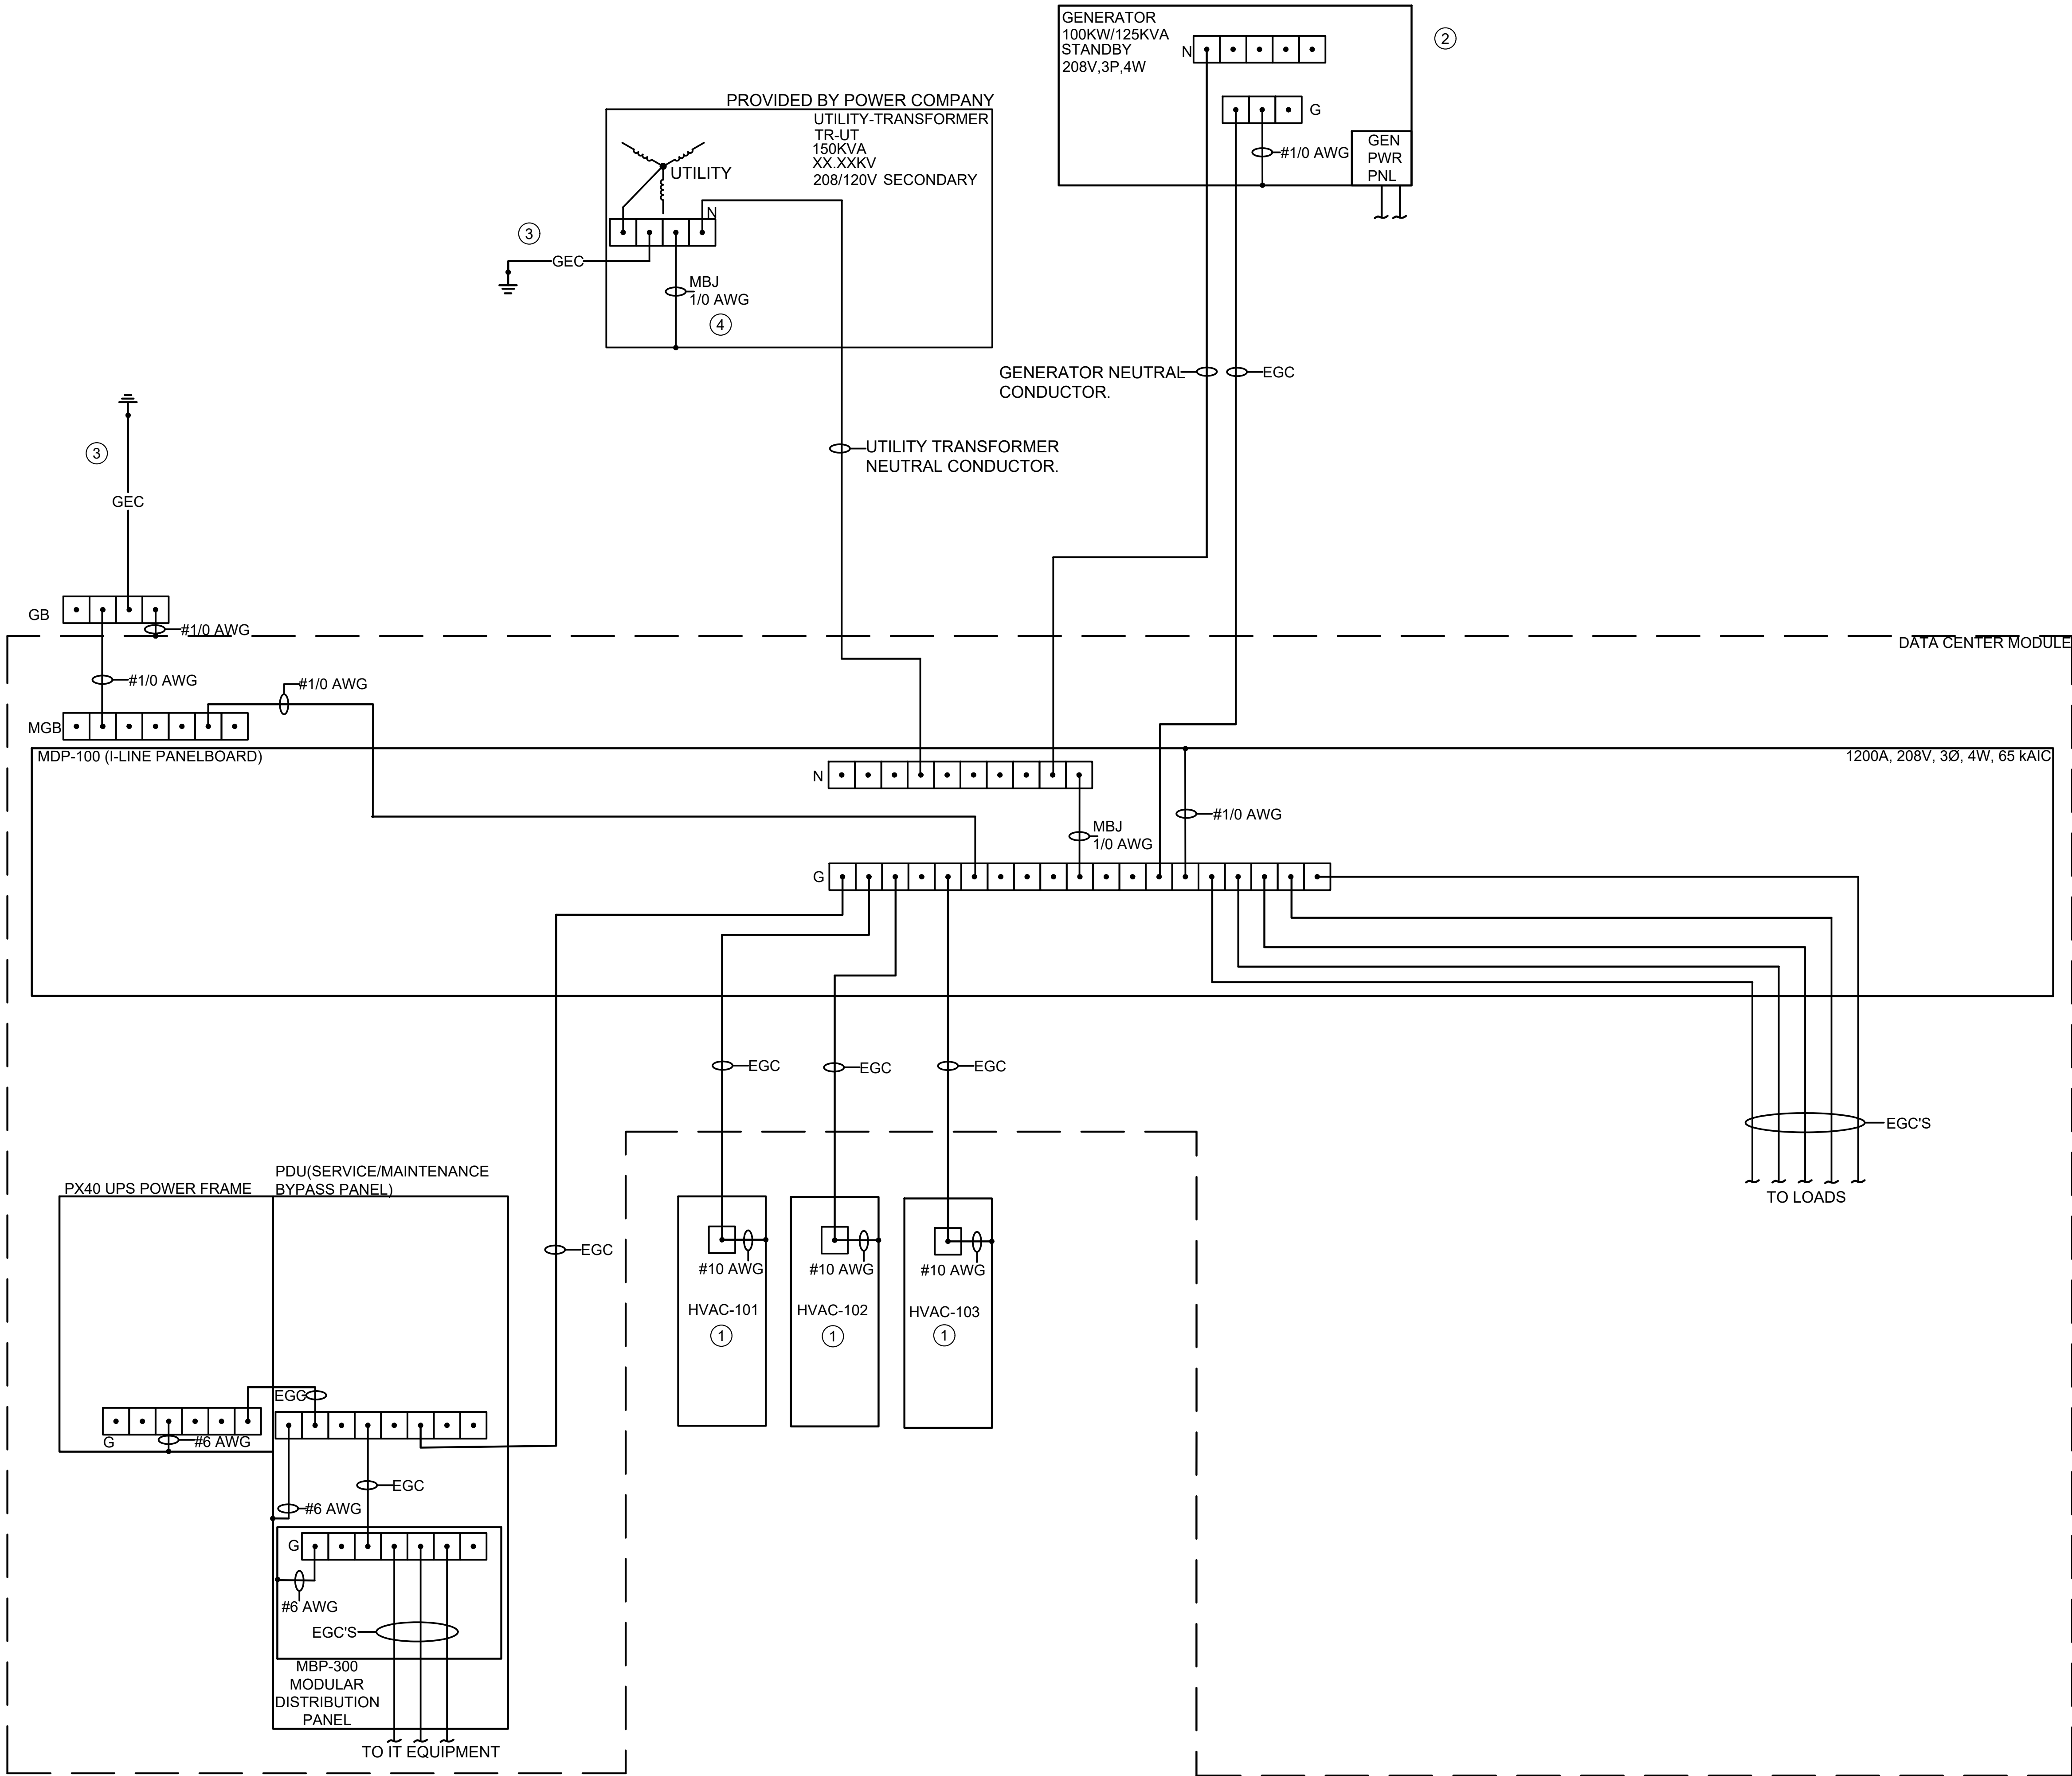 GENERATOR
100KW/125KVA
STANDBY
208V,3P,4W
N
2
G
#1/0 AWG
GEN
PWR
PNL
PROVIDED BY POWER COMPANY
UTILITY-TRANSFORMER
TR-UT
150KVA
XX.XXKV
208/120V SECONDARY
UTILITY
N
3
GEC
MBJ
1/0 AWG
4
GENERATOR NEUTRAL
CONDUCTOR.
EGC
UTILITY TRANSFORMER
NEUTRAL CONDUCTOR.
3
GEC
GB
#1/0 AWG
DATA CENTER MODULE
#1/0 AWG
#1/0 AWG
MGB
MDP-100 (I-LINE PANELBOARD)
1200A, 208V, 3Ø, 4W, 65 kAIC
N
#1/0 AWG
MBJ
1/0 AWG
G
EGC
EGC
EGC
EGC'S
TO LOADS
PX40 UPS POWER FRAME
PDU(SERVICE/MAINTENANCE
BYPASS PANEL)
EGC
#10 AWG
#10 AWG
#10 AWG
HVAC-101
HVAC-102
HVAC-103
1
1
1
EGC
G
#6 AWG
EGC
#6 AWG
G
#6 AWG
EGC'S
MBP-300
MODULAR
DISTRIBUTION
PANEL
TO IT EQUIPMENT